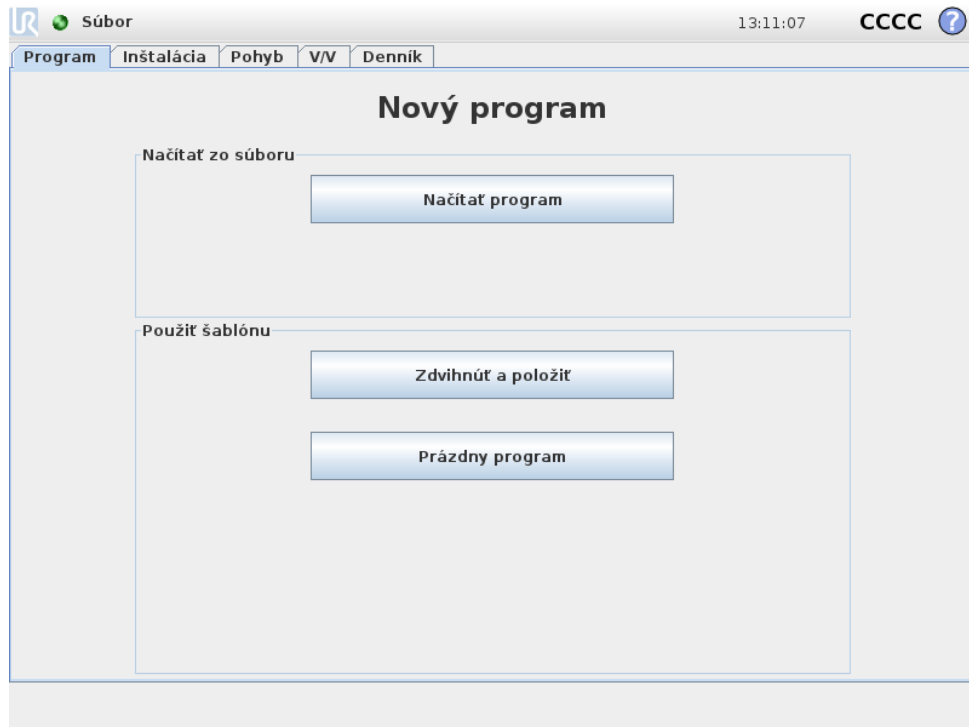 UR Súbor 13:11:07 CCCC ?
Program Inštalácia Pohyb V/V Denník
Nový program
Načítať zo súboru
Načítať program
Použiť šablónu
Zdvihnúť a položiť
Prázdny program